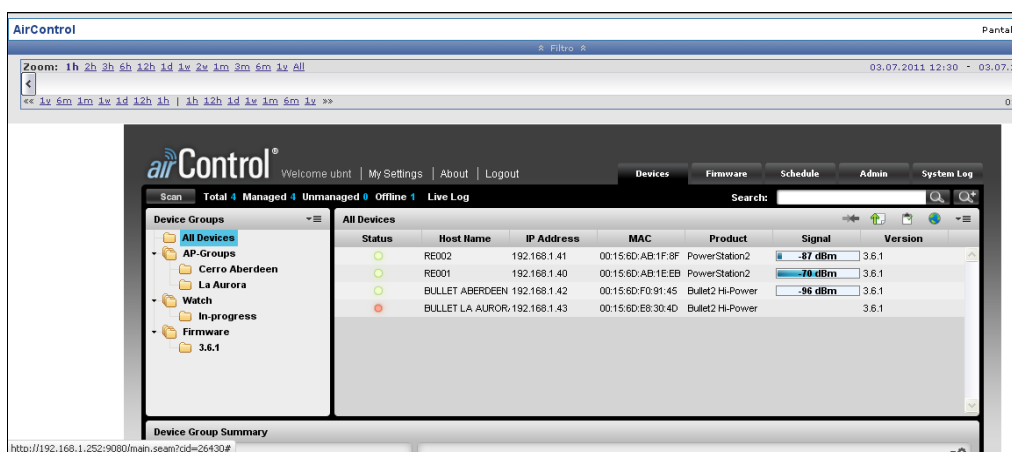 AirControl
Filtro
Zoom: 1h 2h 3h 6h 12h 1d 1w 2w 1m 3m 6m 1y All
03.07.2011 12:30 -
<
«« 1y 6m 1m 1w 1d 12h 1h | 1h 12h 1d 1w 1m 6m 1y »»
airControl® Welcome ubnt | My Settings | About | Logout
Devices Firmware Schedule Admin System Log
Scan Total 4 Managed 4 Unmanaged 0 Offline 1 Live Log Search:
Device Groups All Devices
All Devices Status Host Name IP Address MAC Product Signal Version
AP-Groups RE002 192.168.1.41 00:15:6D:AB:1F:8F PowerStation2 -87 dBm 3.6.1
Cerro Aberdeen RE001 192.168.1.40 00:15:6D:AB:1E:EB PowerStation2 -70 dBm 3.6.1
La Aurora BULLET ABERDEEN 192.168.1.42 00:15:6D:F0:91:45 Bullet2 Hi-Power -96 dBm 3.6.1
Watch BULLET LA AUROR 192.168.1.43 00:15:6D:E8:30:4D Bullet2 Hi-Power 3.6.1
In-progress
Firmware
3.6.1
Device Group Summary
http://192.168.1.252:9080/main.seam?cid=26430#